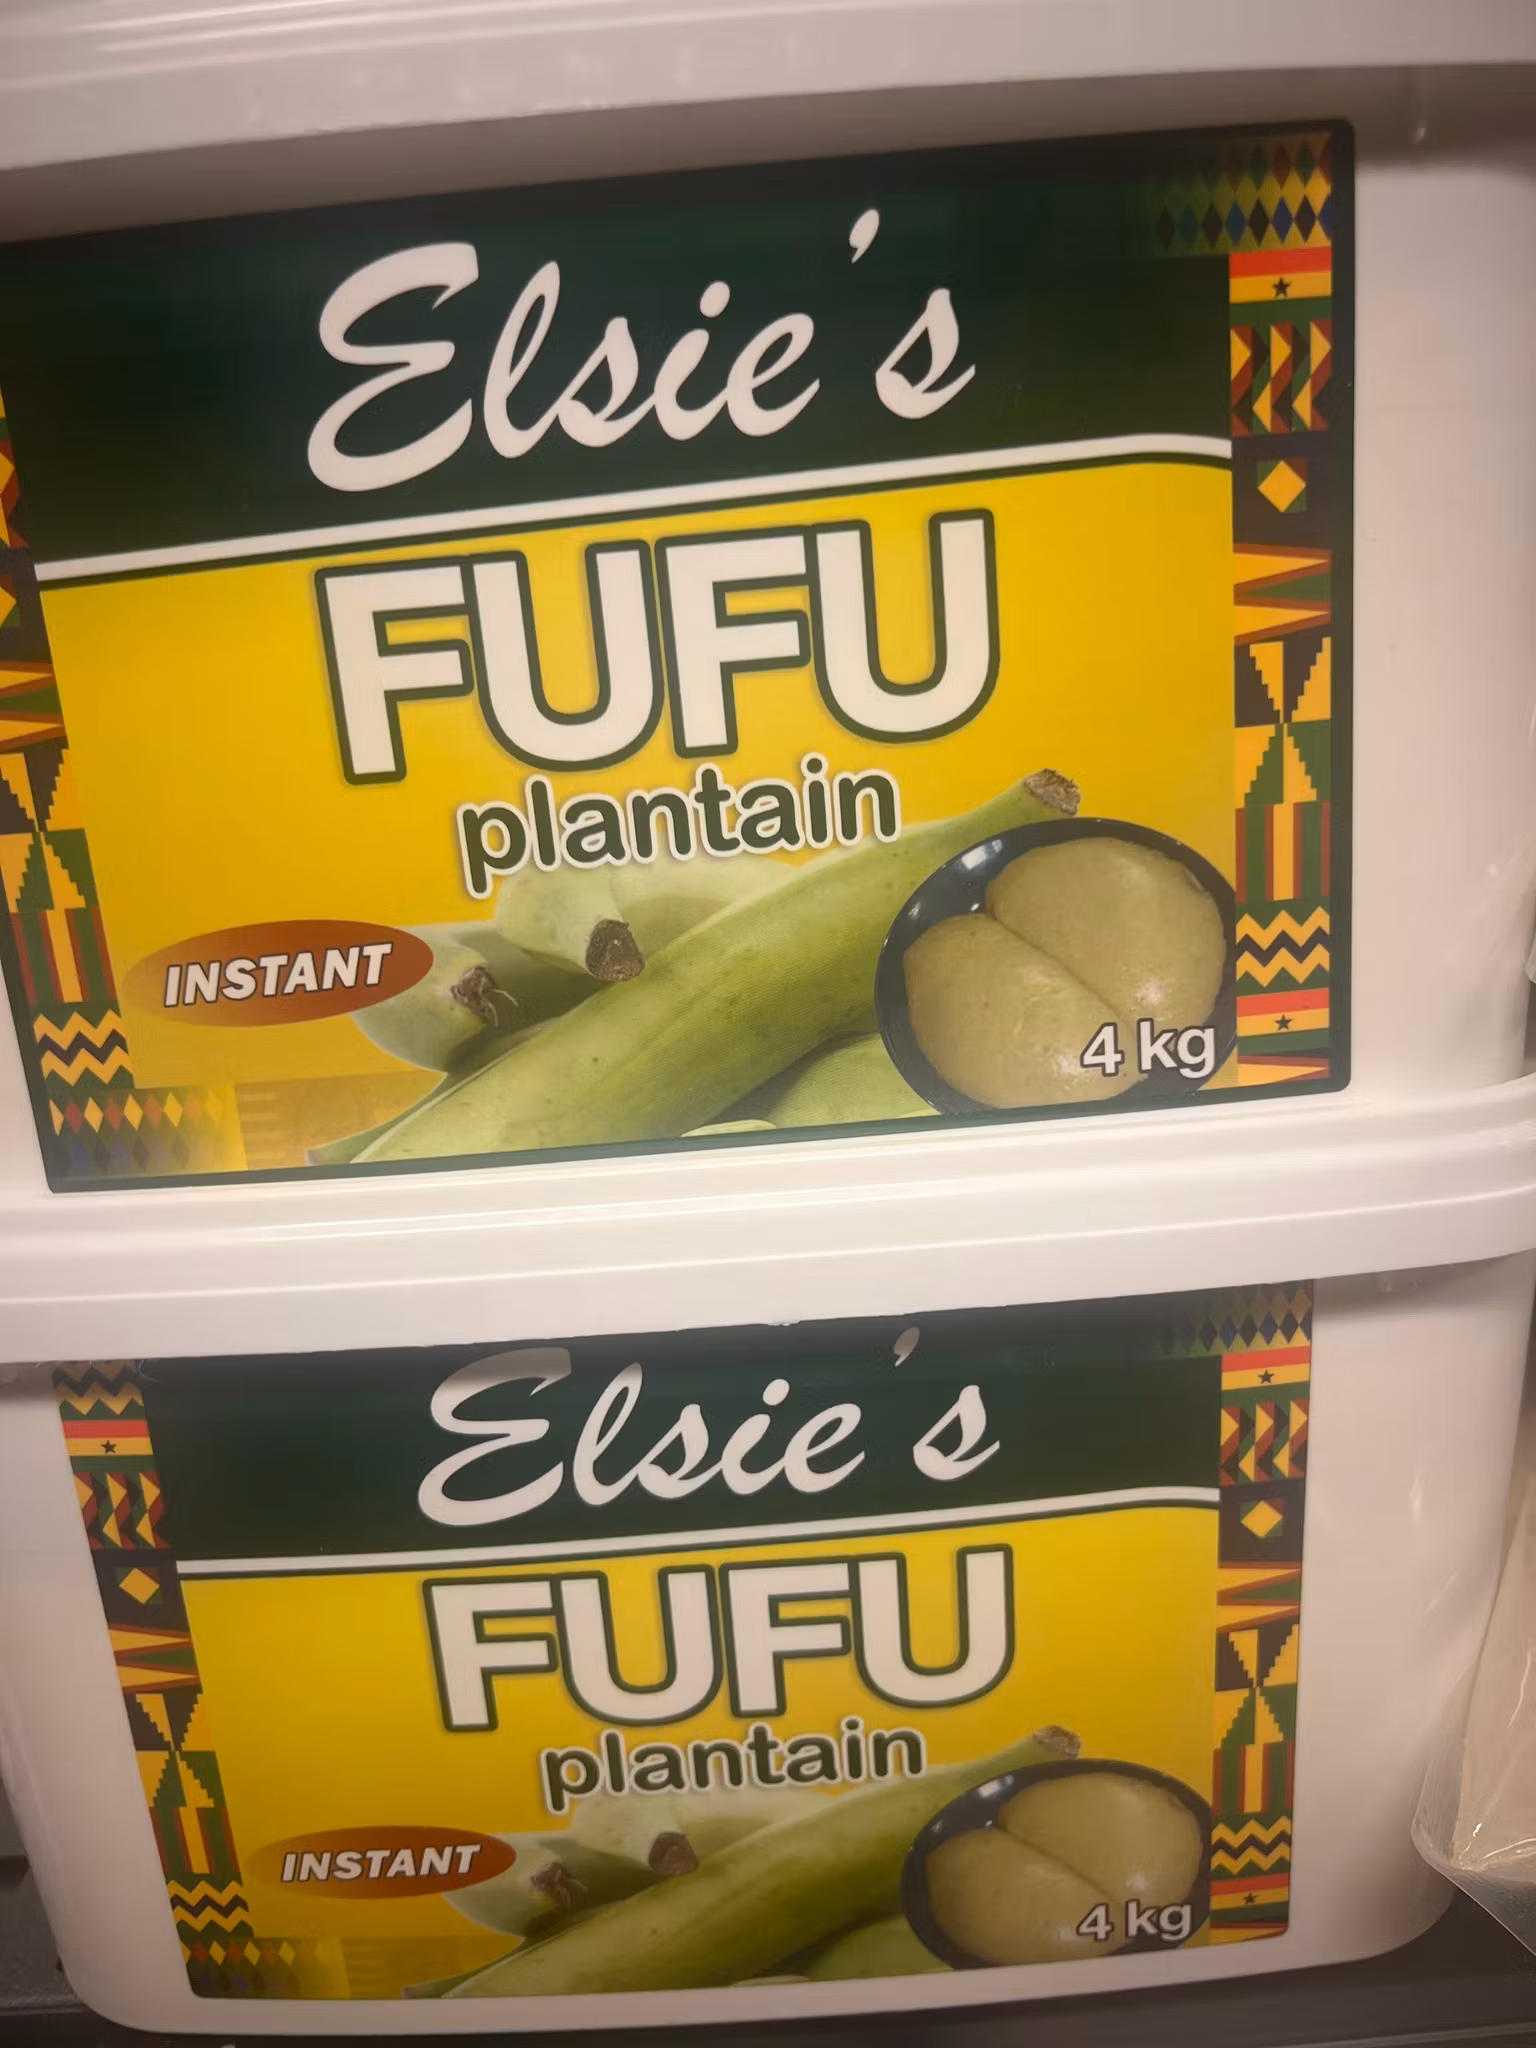 Elsie's
FUFU
plantain
INSTANT
4 kg
Elsie's
FUFU
plantain
INSTANT
4 kg